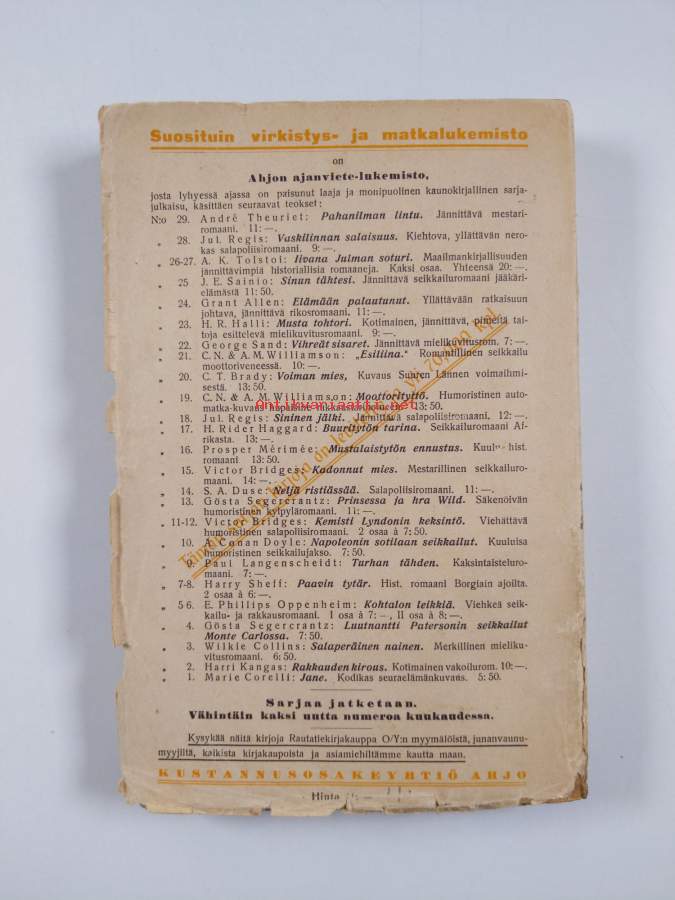 Suosituin virkistys- ja matkalukemisto
on
Ahjon ajanviete-lukemisto,
josta lyhyessä ajassa on paisunut laaja ja monipuolinen kaunokirjallinen sarja-
julkaisu, käsittäen seuraavat teokset:
N:o 29. André Theuriet: Pahanilman lintu. Jännittävä mestari-
romaani. 11:—.
„ 28. Jul. Regis: Vaskilinnan salaisuus. Kiehtova, yllättävän nero-
kas salapoliisiromaani. 9:—.
„ 26-27. A. K. Tolstoi: Iivana Julman soturi. Maailmankirjallisuuden
jännittävimpiä historiallisia romaaneja. Kaksi osaa. Yhteensä 20:—.
„ 25 J. E. Sainio: Sinun tähtesi. Jännittävä seikkailuromaani jääkäri-
elämästä 11:50.
„ 24. Grant Allen: Elämään palautunut. Yllättävään ratkaisuun
johtava, jännittävä rikosromaani. 11:—.
„ 23. H. R. Halli: Musta tohtori. Kotimainen, jännittävä, pimeitä tai-
toja esittelevä mielikuvitusromaani. 9:—.
„ 22. George Sand: Vihreät sisaret. Jännittävä mielikuvitusrom. 7:—.
„ 21. C. N. & A. M. Williamson: „Esiliina." Romantillinen seikkailu
moottoriveneessä. 10:—.
„ 20. C. T. Brady: Voiman mies, Kuvaus Suuren Lännen voimaihmi-
sestä. 13:50.
„ 19. C. N. & A. M. Williamson: Moottorityttö. Humoristinen auto-
matka-kuvaus 13:50.
antikvariaatti.net
„ 18. Jul. Regis: Sininen jälki. Jännittävä salapoliisiromaani. 12:—.
„ 17. H. Rider Haggard: Buuritytön tarina. Seikkailuromaani Af-
rikasta. 13:—.
„ 16. Prosper Mérimée: Mustalaistytön ennustus. hist.
romaani 13:50.
„ 15. Victor Bridges: Kadonnut mies. Mestarillinen seikkailuro-
maani. 14:—.
„ 14. S. A. Duse: Neljä ristiässää. Salapoliisiromaani. 11:—.
„ 13. Gösta Segercrantz: Prinsessa ja hra Wild. Säkenöivän
humoristinen kylpyläromaani. 11:—.
„ 11-12. Victor Bridges: Kemisti Lyndonin keksintö. Viehättävä
humoristinen salapoliisiromaani. 2 osaa à 7:50.
„ 10. A. Conan Doyle: Napoleonin sotilaan seikkailut. Kuuluisa
humoristinen seikkailujakso. 7:50.
„ 9. Paul Langenscheidt: Turhan tähden. Kaksintaisteluro-
maani. 7:—.
„ 7-8. Harry Sheff: Paavin tytär. Hist. romaani Borgiain ajoilta.
2 osaa à 6:—.
„ 5 6. E. Phillips Oppenheim: Kohtalon leikkiä. Viehkeä seik-
kailu- ja rakkausromaani. I osa à 7:—, II osa à 8:—.
„ 4. Gösta Segercrantz: Luutnantti Patersonin seikkailut
Monte Carlossa. 7:50.
„ 3. Wilkie Collins: Salaperäinen nainen. Merkillinen mieliku-
vitusromaani. 6:50.
„ 2. Harri Kangas: Rakkauden kirous. Kotimainen vakoilurom. 10:—.
„ 1. Marie Corelli: Jane. Kodikas seuraelämänkuvaus. 5:50.
Sarjaa jatketaan.
Vähintäin kaksi uutta numeroa kuukaudessa.
Kysykää näitä kirjoja Rautatiekirjakauppa O/Y:n myymälöistä, junanvaunu-
myyjiltä, kaikista kirjakaupoista ja asiamiehiltämme kautta maan.
KUSTANNUSOSAKEYHTIÖ AHJO
Hinta